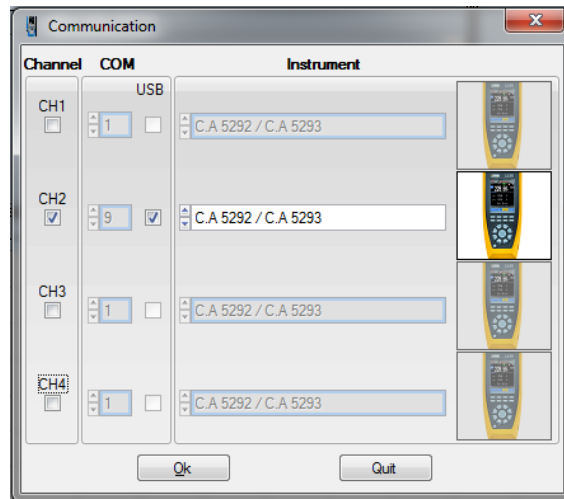 Communication
Channel COM Instrument
USB
CH1
1 C.A 5292 / C.A 5293
CH2
9 C.A 5292 / C.A 5293
CH3
1 C.A 5292 / C.A 5293
CH4
1 C.A 5292 / C.A 5293
Ok Quit